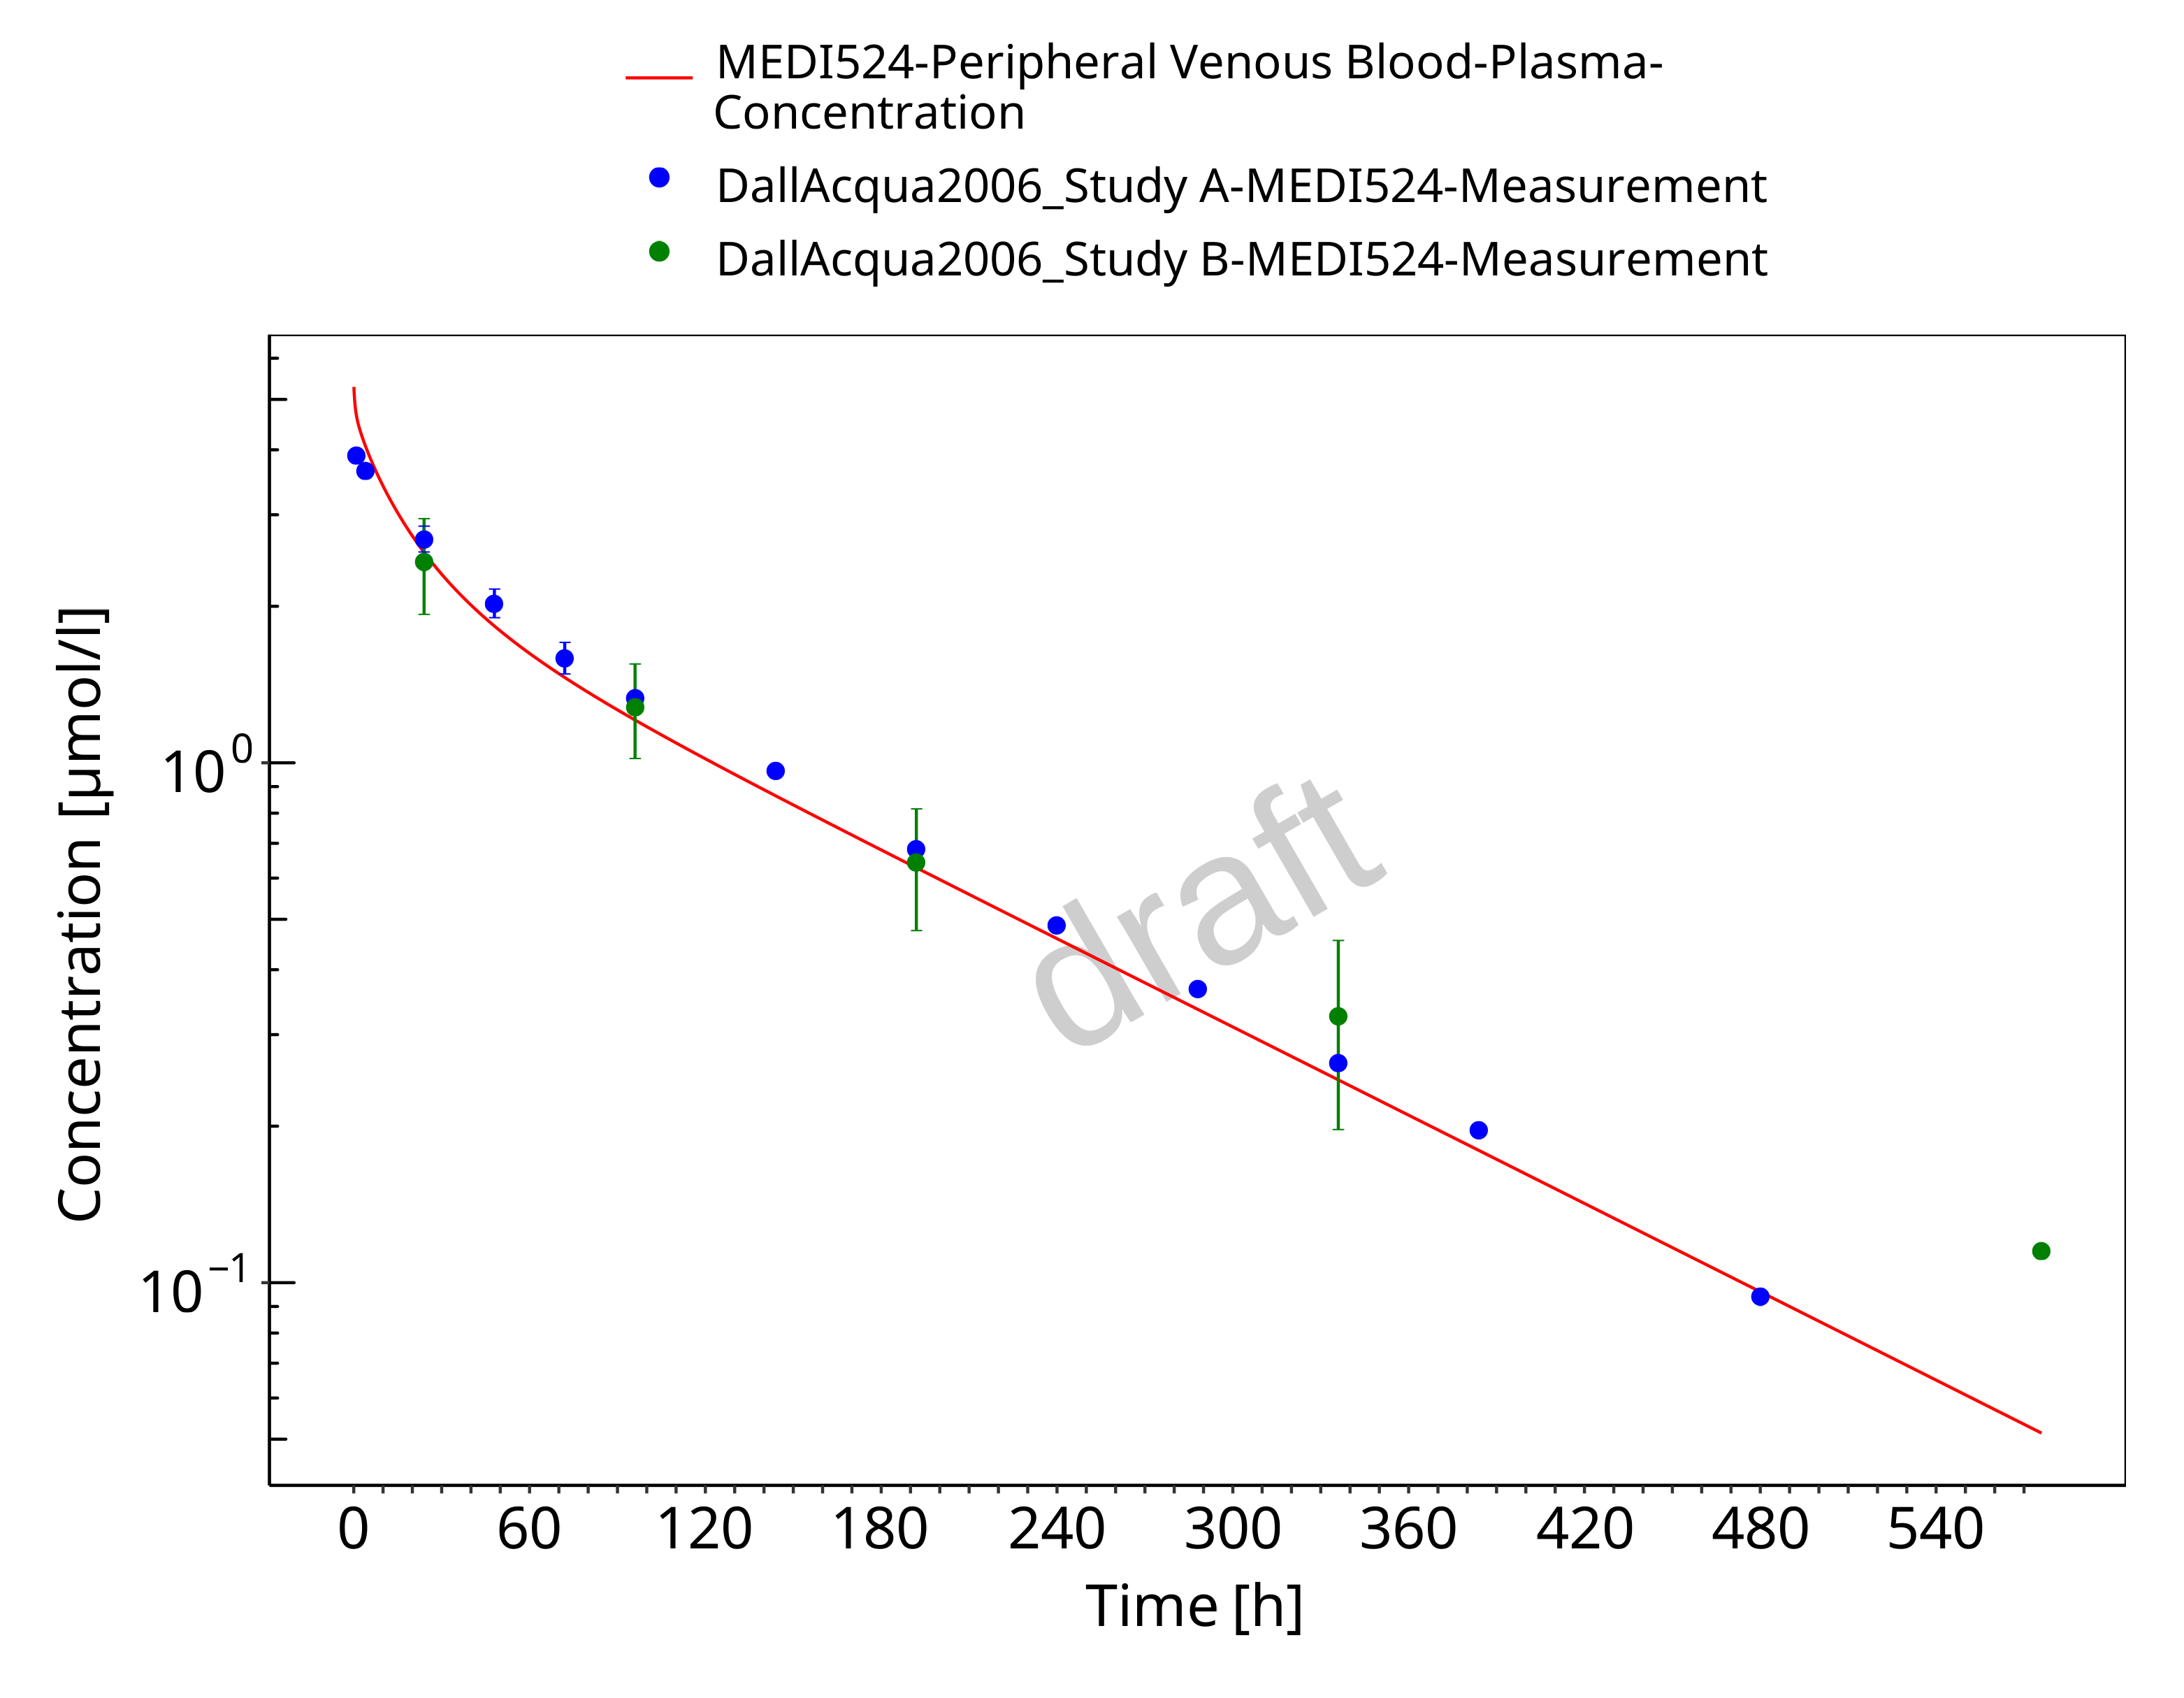 MEDI524-Peripheral Venous Blood-Plasma-
Concentration
DallAcqua2006_Study A-MEDI524-Measurement
DallAcqua2006_Study B-MEDI524-Measurement
Concentration [µmol/l]
10⁰
10⁻¹
draft
0 60 120 180 240 300 360 420 480 540
Time [h]